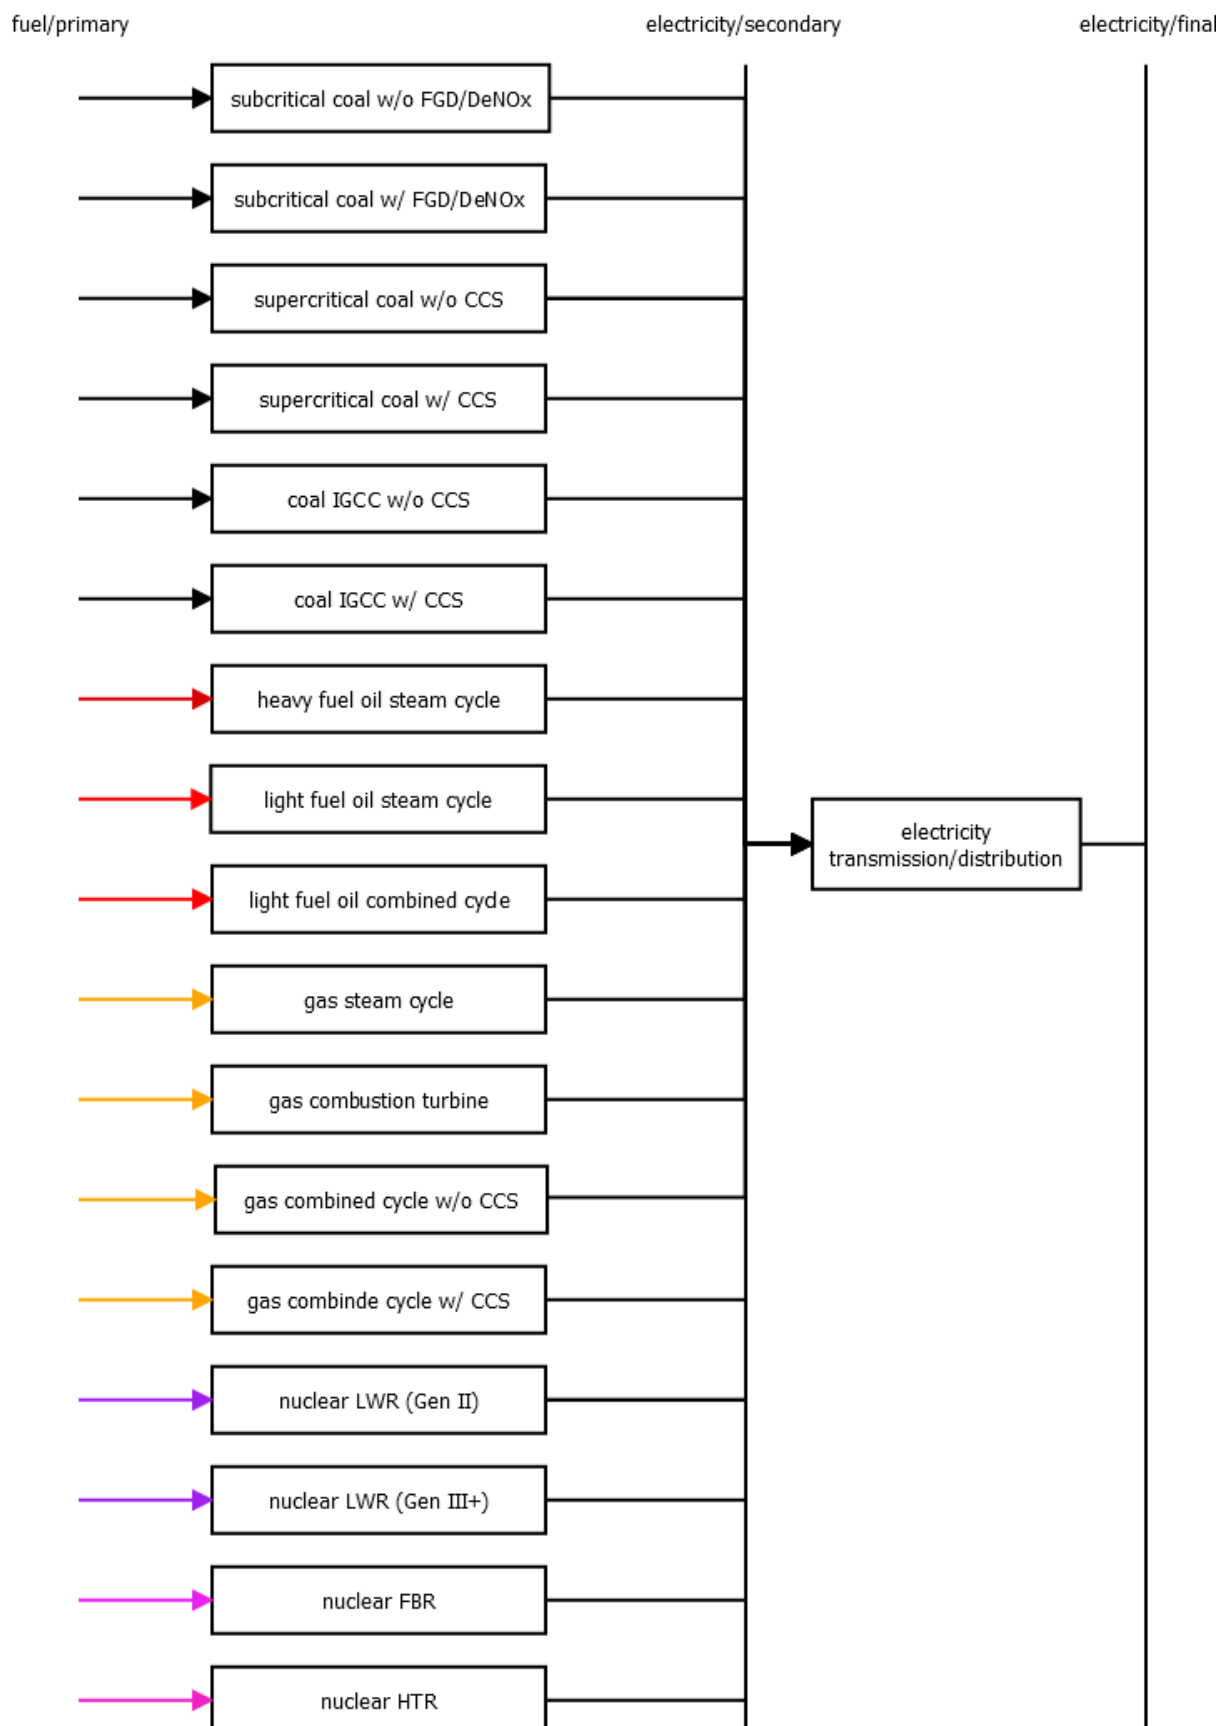 fuel/primary
electricity/secondary
electricity/final
subcritical coal w/o FGD/DeNOx
subcritical coal w/ FGD/DeNOx
supercritical coal w/o CCS
supercritical coal w/ CCS
coal IGCC w/o CCS
coal IGCC w/ CCS
heavy fuel oil steam cycle
light fuel oil steam cycle
electricity
transmission/distribution
light fuel oil combined cycle
gas steam cycle
gas combustion turbine
gas combined cycle w/o CCS
gas combinde cycle w/ CCS
nuclear LWR (Gen II)
nuclear LWR (Gen III+)
nuclear FBR
nuclear HTR